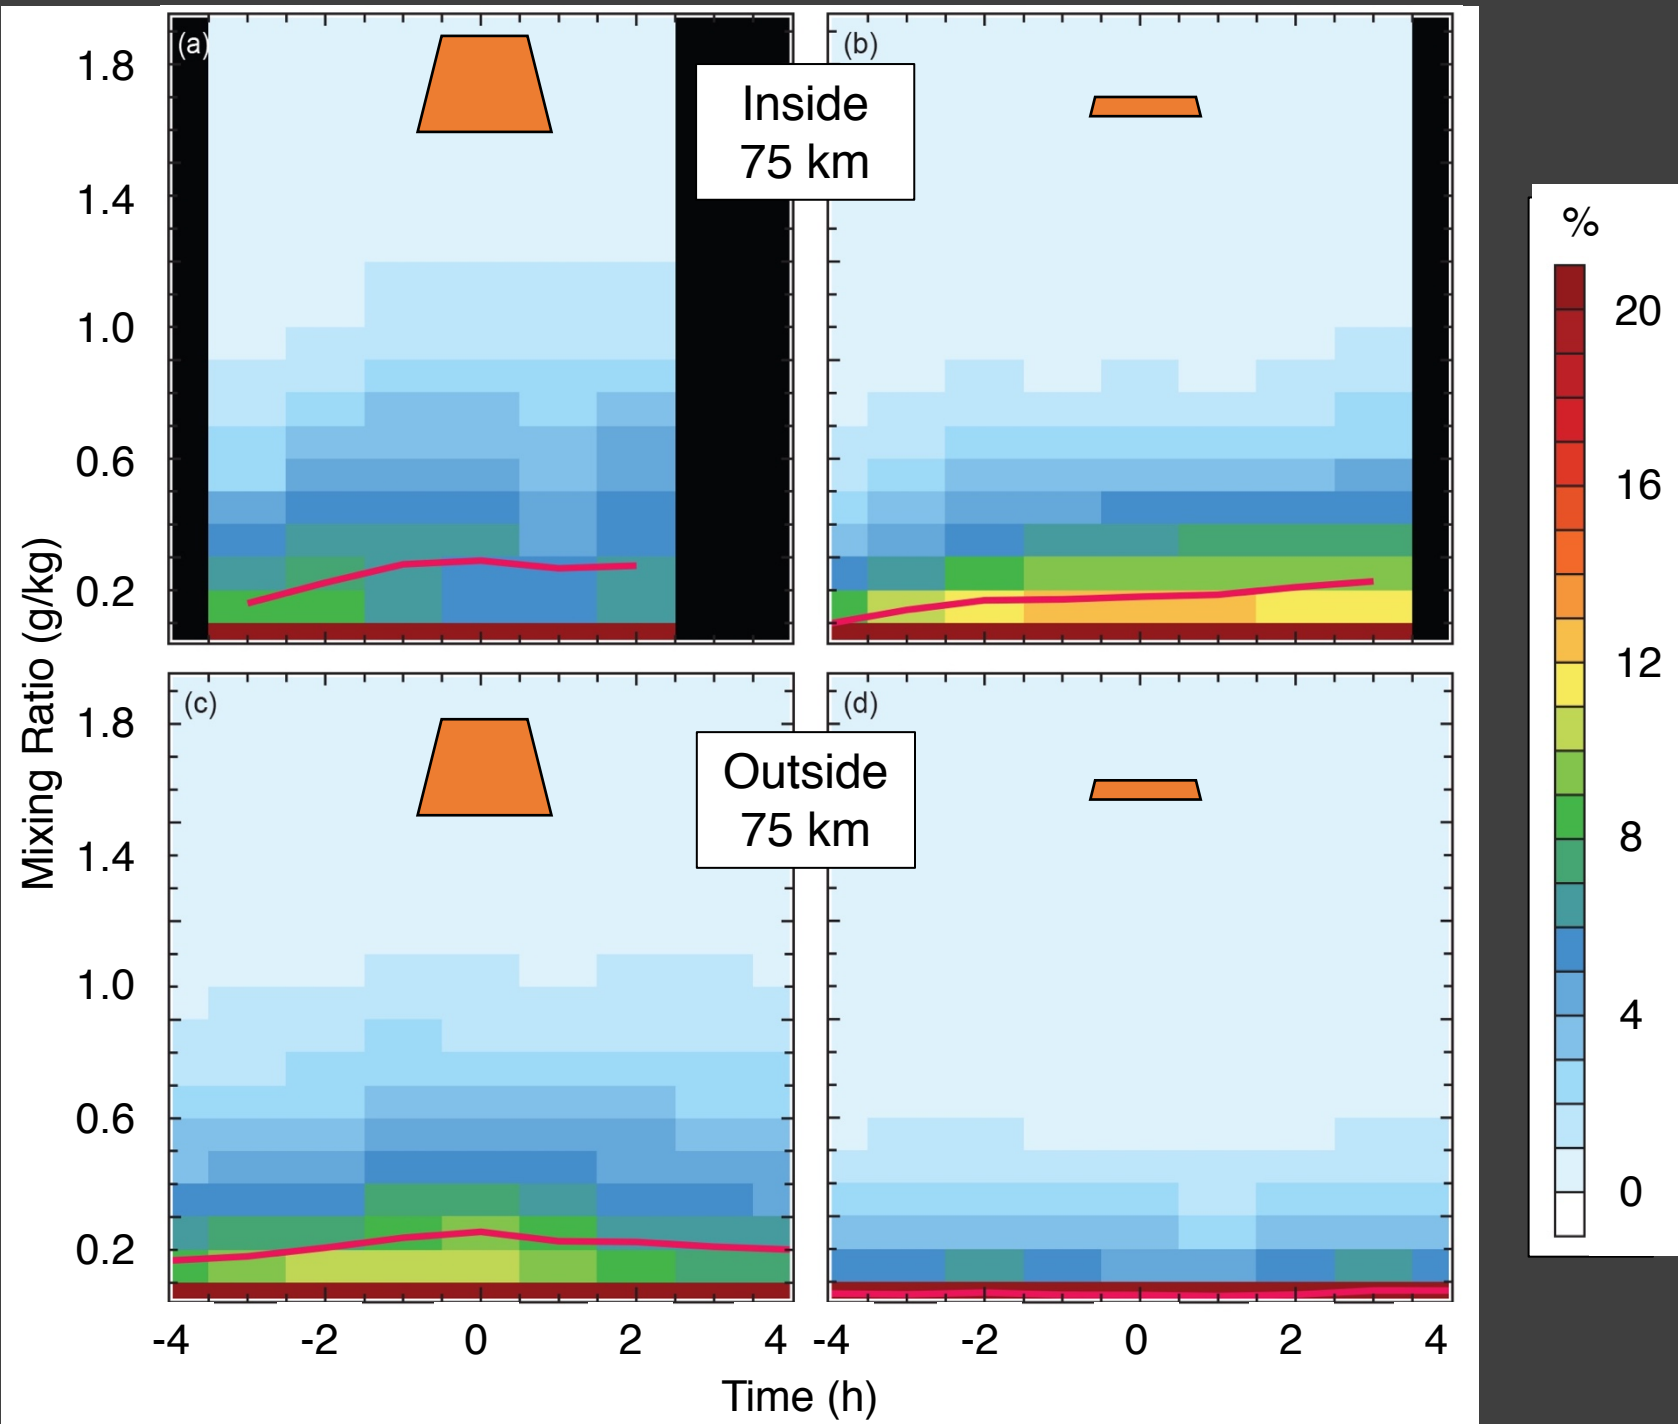 (a)
(b)
Inside
75 km
1.8
1.4
1.0
0.6
0.2
(c)
(d)
Outside
75 km
1.8
1.4
1.0
0.6
0.2
Mixing Ratio (g/kg)
-4 -2 0 2 4 -4 -2 0 2 4
Time (h)
%
20
16
12
8
4
0